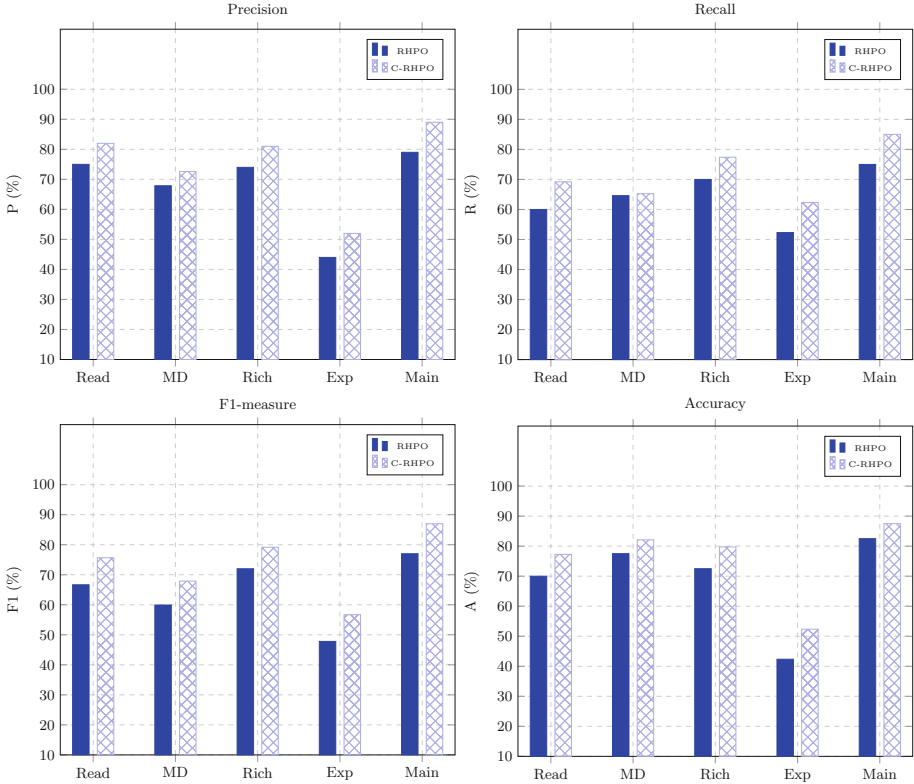 Precision
RHPO
C-RHPO
100
90
80
70
60
50
40
30
20
10
P (%)
Read MD Rich Exp Main
Recall
RHPO
C-RHPO
100
90
80
70
60
50
40
30
20
10
R (%)
Read MD Rich Exp Main
F1-measure
RHPO
C-RHPO
100
90
80
70
60
50
40
30
20
10
F1 (%)
Read MD Rich Exp Main
Accuracy
RHPO
C-RHPO
100
90
80
70
60
50
40
30
20
10
A (%)
Read MD Rich Exp Main